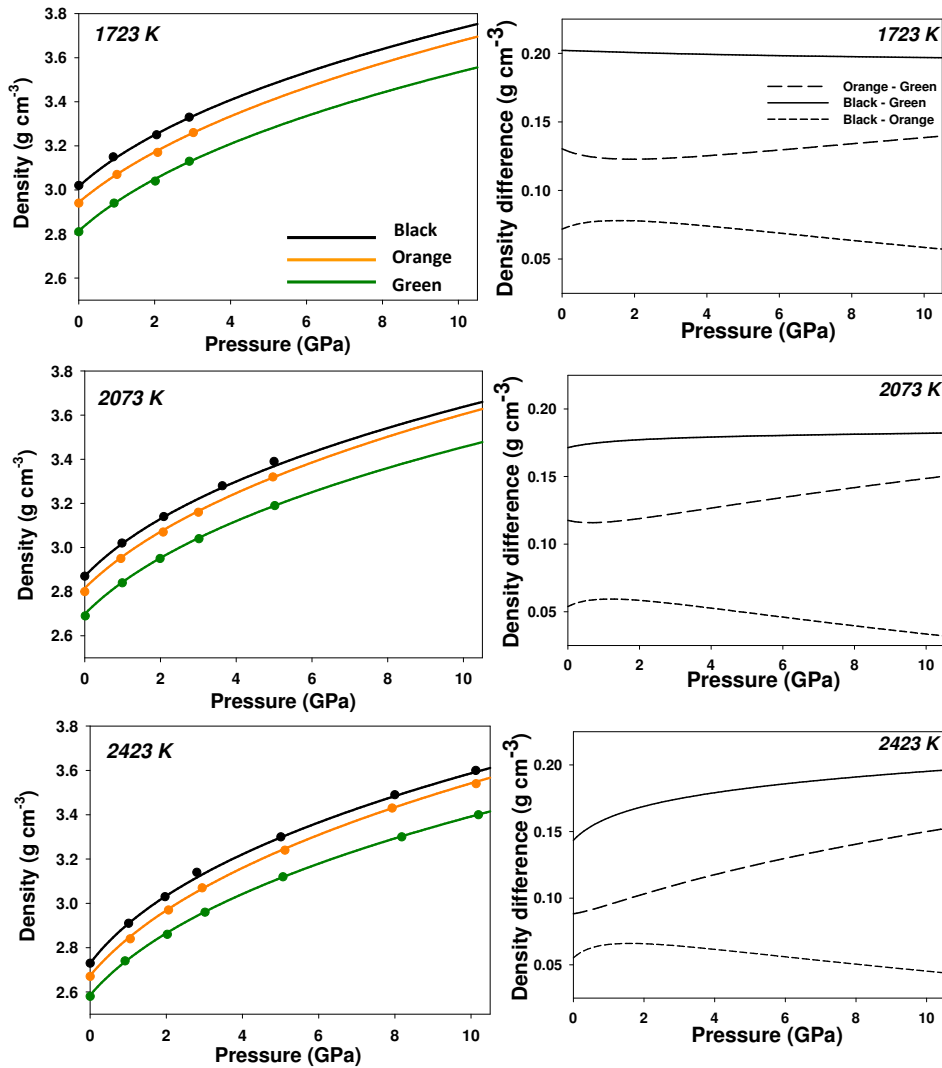 3.8
3.6
3.4
3.2
3.0
2.8
2.6
Density (g cm-3)
1723 K
Black
Orange
Green
0 2 4 6 8 10
Pressure (GPa)
1723 K
0.20
0.15
0.10
0.05
Density difference (g cm-3)
Orange - Green
Black - Green
Black - Orange
0 2 4 6 8 10
Pressure (GPa)
3.8
3.6
3.4
3.2
3.0
2.8
2.6
Density (g cm-3)
2073 K
0 2 4 6 8 10
Pressure (GPa)
2073 K
0.20
0.15
0.10
0.05
Density difference (g cm-3)
0 2 4 6 8 10
Pressure (GPa)
3.8
3.6
3.4
3.2
3.0
2.8
2.6
Density (g cm-3)
2423 K
0 2 4 6 8 10
Pressure (GPa)
2423 K
0.20
0.15
0.10
0.05
Density difference (g cm-3)
0 2 4 6 8 10
Pressure (GPa)